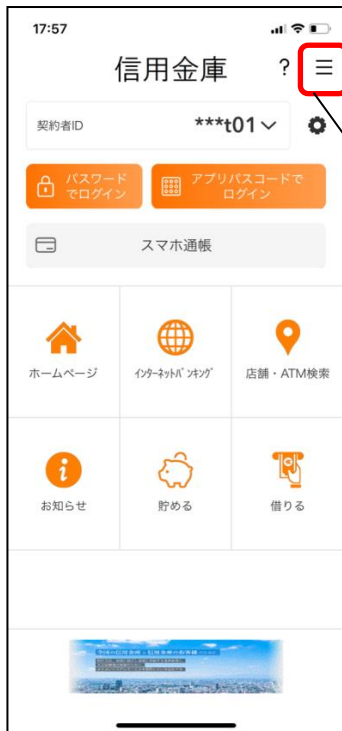 17:57
信用金庫 ?
契約者ID ***t01
パスワード
でログイン
アプリパスコードで
ログイン
スマホ通帳
ホームページ
ｲﾝﾀｰﾈｯﾄﾊﾞﾝｷﾝｸﾞ
店舗・ATM検索
お知らせ
貯める
借りる